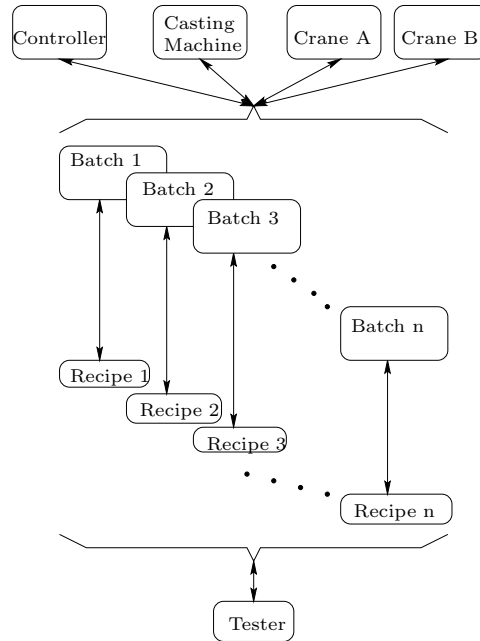 Controller
Casting
Machine
Crane A
Crane B
Batch 1
Batch 2
Batch 3
Batch n
Recipe 1
Recipe 2
Recipe 3
Recipe n
Tester